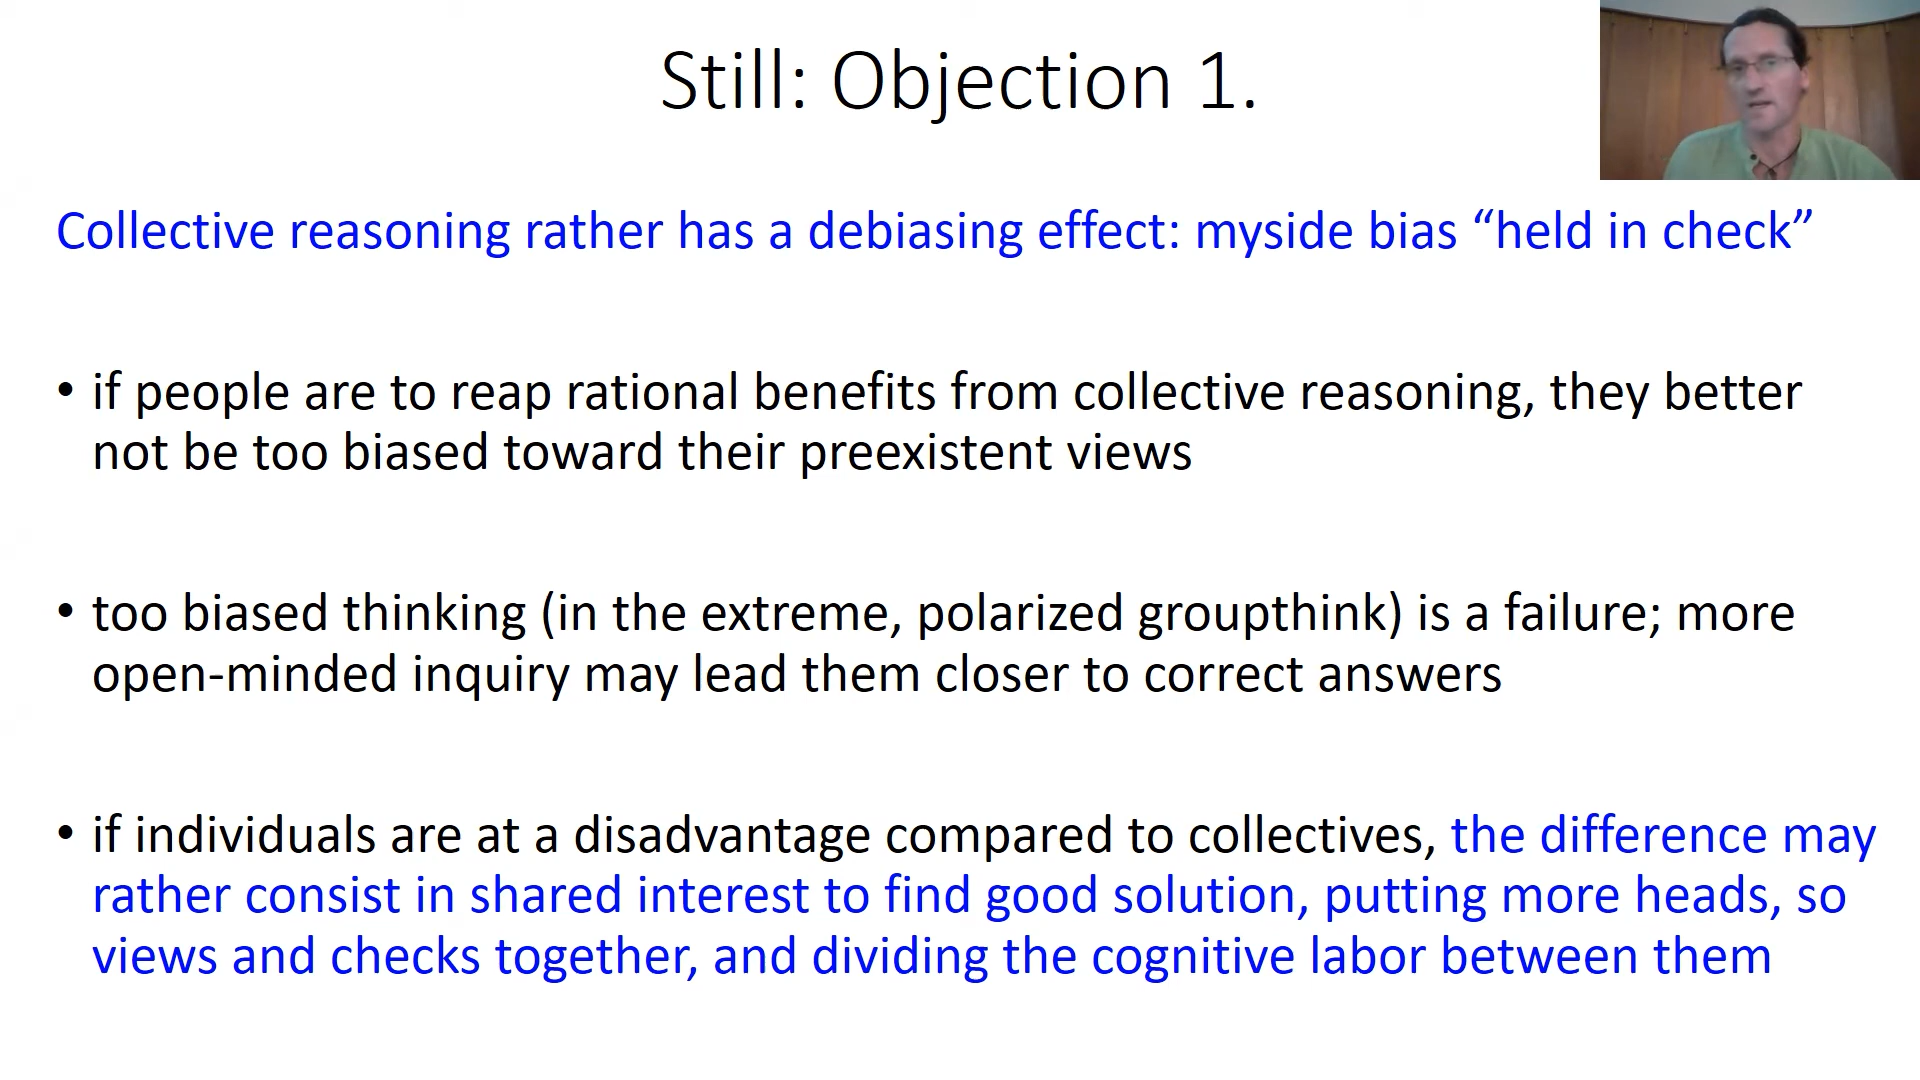 Still: Objection 1.
Collective reasoning rather has a debiasing effect: myside bias “held in check”
• if people are to reap rational benefits from collective reasoning, they better
not be too biased toward their preexistent views
• too biased thinking (in the extreme, polarized groupthink) is a failure; more
open-minded inquiry may lead them closer to correct answers
• if individuals are at a disadvantage compared to collectives, the difference may
rather consist in shared interest to find good solution, putting more heads, so
views and checks together, and dividing the cognitive labor between them